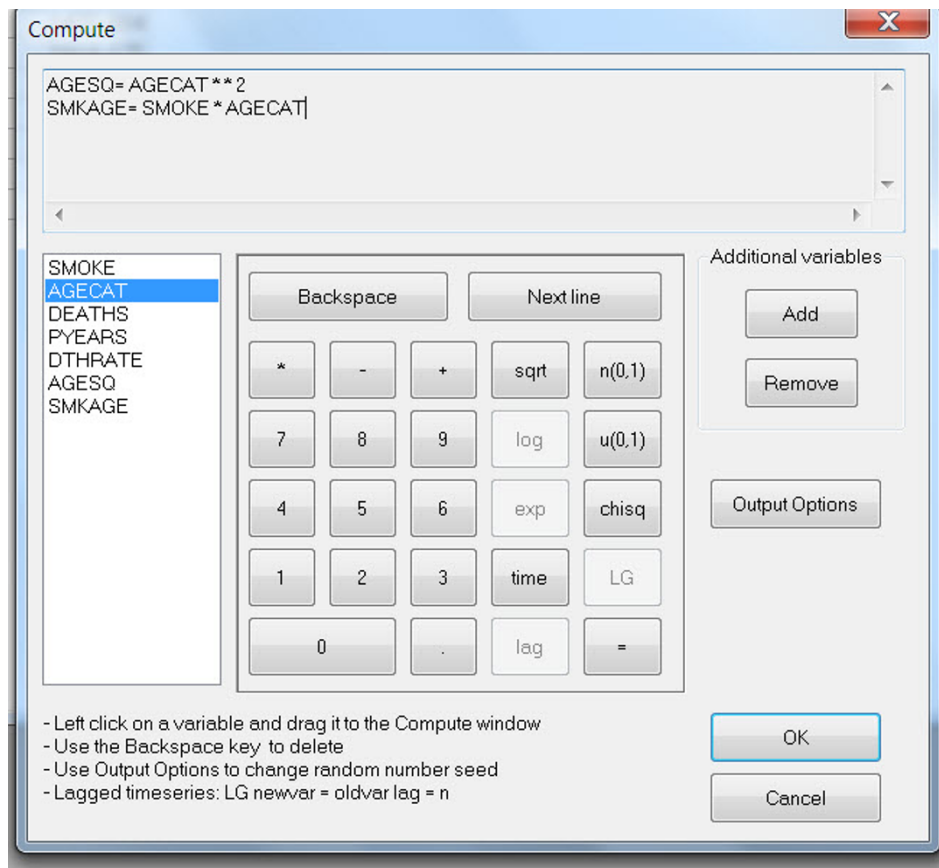 Compute
X
AGESQ= AGECAT ** 2
SMKAGE= SMOKE * AGECAT
SMOKE
AGECAT
DEATHS
PYEARS
DTHRATE
AGESQ
SMKAGE
Backspace
Next line
* - + sqrt n(0,1)
7 8 9 log u(0,1)
4 5 6 exp chisq
1 2 3 time LG
0 . lag =
Additional variables
Add
Remove
Output Options
- Left click on a variable and drag it to the Compute window
- Use the Backspace key to delete
- Use Output Options to change random number seed
- Lagged timeseries: LG newvar = oldvar lag = n
OK
Cancel